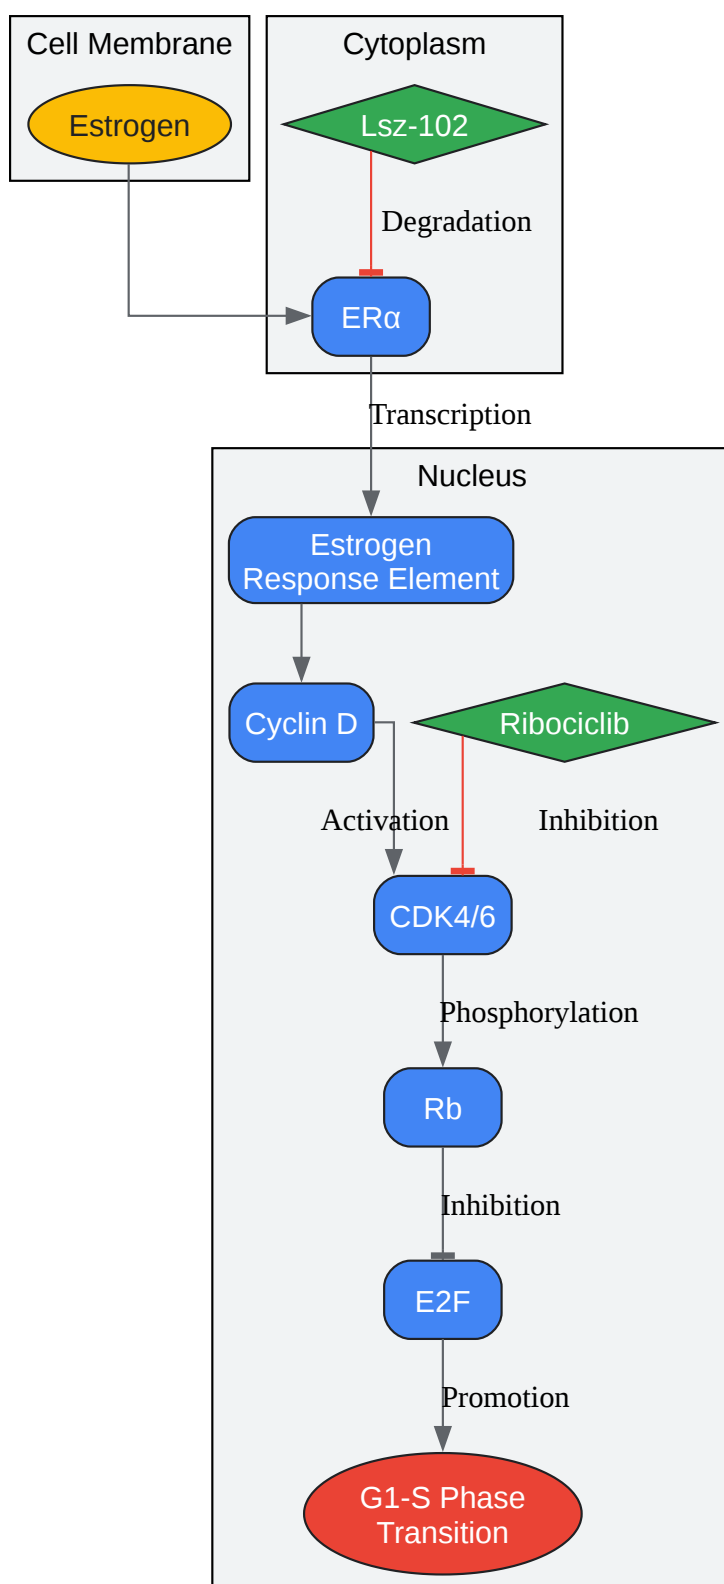 Cell Membrane
Cytoplasm
Estrogen
Lsz-102
Degradation
ERα
Transcription
Nucleus
Estrogen
Response Element
Cyclin D
Ribociclib
Activation
Inhibition
CDK4/6
Phosphorylation
Rb
Inhibition
E2F
Promotion
G1-S Phase
Transition